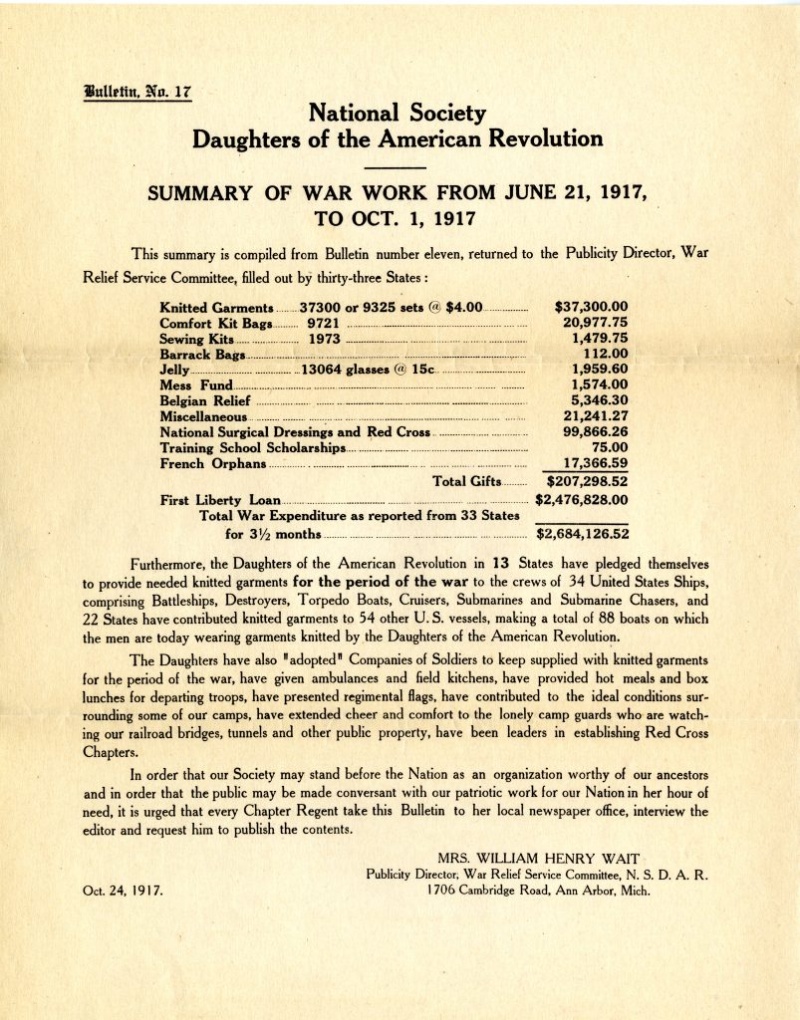 Bulletin, No. 17
National Society
Daughters of the American Revolution
SUMMARY OF WAR WORK FROM JUNE 21, 1917,
TO OCT. 1, 1917
This summary is compiled from Bulletin number eleven, returned to the Publicity Director, War
Relief Service Committee, filled out by thirty-three States :
Knitted Garments ...... 37300 or 9325 sets @ $4.00 ............ $37,300.00
Comfort Kit Bags ......... 9721 ............ 20,977.75
Sewing Kits ............ 1973 ............ 1,479.75
Barrack Bags ............ 112.00
Jelly ............ 13064 glasses @ 15c ............ 1,959.60
Mess Fund ............ 1,574.00
Belgian Relief ............ 5,346.30
Miscellaneous ............ 21,241.27
National Surgical Dressings and Red Cross ............ 99,866.26
Training School Scholarships ............ 75.00
French Orphans ............ 17,366.59
Total Gifts ......... $207,298.52
First Liberty Loan ............ $2,476,828.00
Total War Expenditure as reported from 33 States
for 3½ months ............ $2,684,126.52
Furthermore, the Daughters of the American Revolution in 13 States have pledged themselves
to provide needed knitted garments for the period of the war to the crews of 34 United States Ships,
comprising Battleships, Destroyers, Torpedo Boats, Cruisers, Submarines and Submarine Chasers, and
22 States have contributed knitted garments to 54 other U. S. vessels, making a total of 88 boats on which
the men are today wearing garments knitted by the Daughters of the American Revolution.
The Daughters have also "adopted" Companies of Soldiers to keep supplied with knitted garments
for the period of the war, have given ambulances and field kitchens, have provided hot meals and box
lunches for departing troops, have presented regimental flags, have contributed to the ideal conditions sur-
rounding some of our camps, have extended cheer and comfort to the lonely camp guards who are watch-
ing our railroad bridges, tunnels and other public property, have been leaders in establishing Red Cross
Chapters.
In order that our Society may stand before the Nation as an organization worthy of our ancestors
and in order that the public may be made conversant with our patriotic work for our Nation in her hour of
need, it is urged that every Chapter Regent take this Bulletin to her local newspaper office, interview the
editor and request him to publish the contents.
MRS. WILLIAM HENRY WAIT
Publicity Director, War Relief Service Committee, N. S. D. A. R.
Oct. 24, 1917. 1706 Cambridge Road, Ann Arbor, Mich.